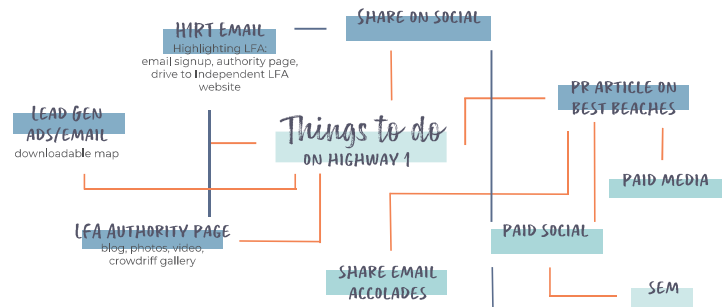 H1RT EMAIL
Highlighting LFA:
email signup, authority page,
drive to Independent LFA
website
SHARE ON SOCIAL
PR ARTICLE ON
BEST BEACHES
LEAD GEN
ADS/EMAIL
downloadable map
Things to do
ON HIGHWAY 1
PAID MEDIA
LFA AUTHORITY PAGE
blog, photos, video,
crowdriff gallery
PAID SOCIAL
SHARE EMAIL
ACCOLADES
SEM